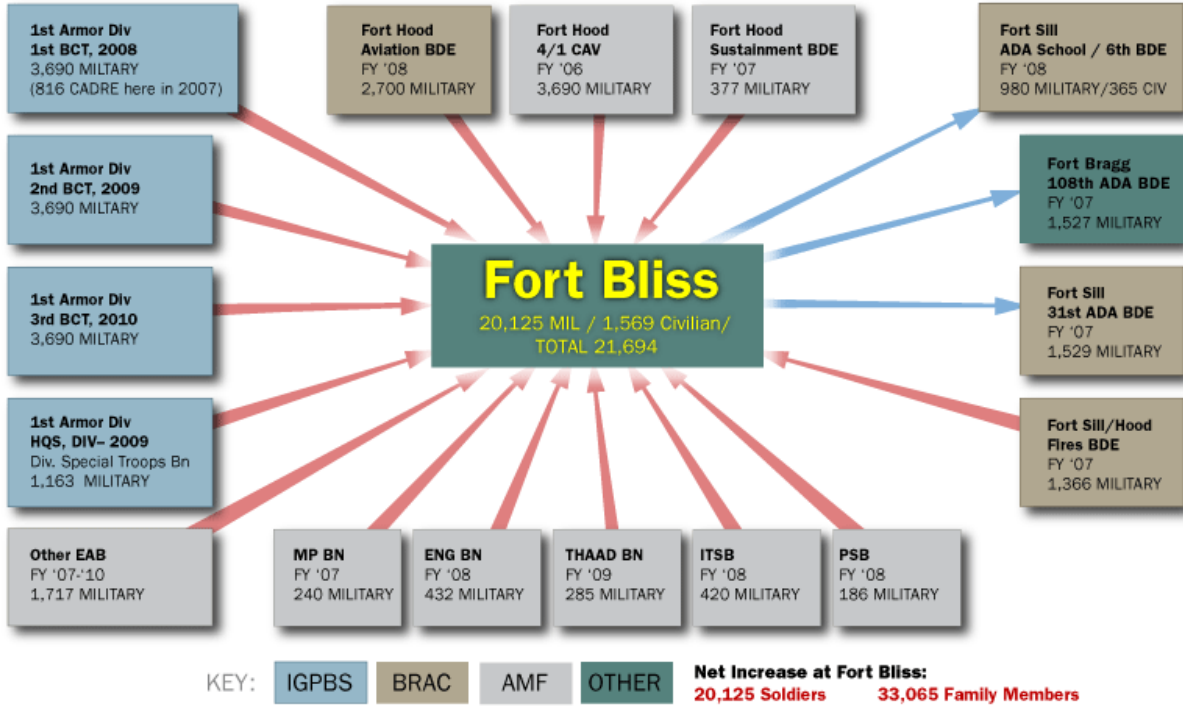 1st Armor Div
1st BCT, 2008
3,690 MILTARY
(816 CADRE here in 2007)
Fort Hood
Aviation BDE
FY ‘08
2,700 MILITARY
Fort Hood
4/1 CAV
FY ‘06
3,690 MILITARY
Fort Hood
Sustainment BDE
FY ‘07
377 MILITARY
Fort Sill
ADA School / 6th BDE
FY ‘08
980 MILITARY/365 CIV
1st Armor Div
2nd BCT, 2009
3,690 MILTARY
Fort Bragg
108th ADA BDE
FY ‘07
1,527 MILITARY
Fort Bliss
20,125 MIL / 1,569 Civilian/
TOTAL 21,694
1st Armor Div
3rd BCT, 2010
3,690 MILTARY
Fort Sill
31st ADA BDE
FY ‘07
1,529 MILITARY
1st Armor Div
HQS, DIV– 2009
Div. Special Troops Bn
1,163 MILITARY
Fort Sill/Hood
Fires BDE
FY ‘07
1,366 MILITARY
Other EAB
FY ‘07-‘10
1,717 MILITARY
MP BN
FY ‘07
240 MILITARY
ENG BN
FY ‘08
432 MILITARY
THAAD BN
FY ‘09
285 MILITARY
ITSB
FY ‘08
420 MILITARY
PSB
FY ‘08
186 MILITARY
KEY: IGPBS BRAC AMF OTHER
Net Increase at Fort Bliss:
20,125 Soldiers 33,065 Family Members